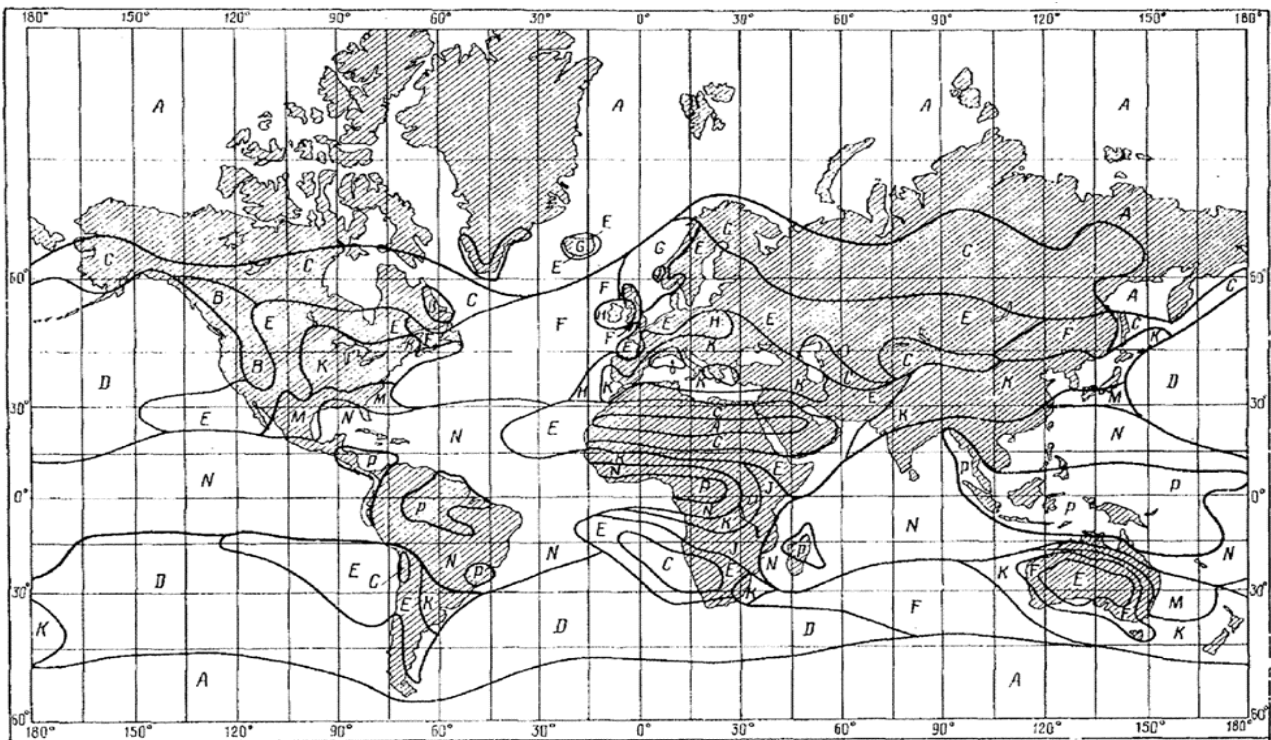 180° 150° 120° 90° 60° 30° 0° 30° 60° 90° 120° 150° 180°
A A A A
E
G
E
A
C C G E C C
60° 60°
B C F H A C
E E F E H E E F
B K E K C K
D H K K K K D
M M E K M
30° 30°
E M N C
N E A N
C
P K E P P
N N J
0° P P P 0°
N N K N
E J P N
N N N
E C K E
D C P C E F E M
30° E K K F 30°
K D D F K
A A
60° 60°
180° 150° 120° 90° 60° 30° 0° 30° 60° 90° 120° 150° 180°